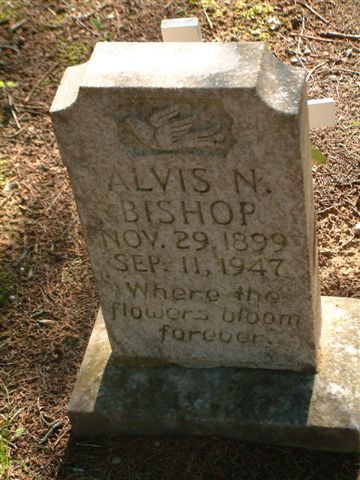 ALVIS N.
BISHOP
NOV. 29, 1899
SEP. 11, 1947
Where the
flowers bloom
forever.